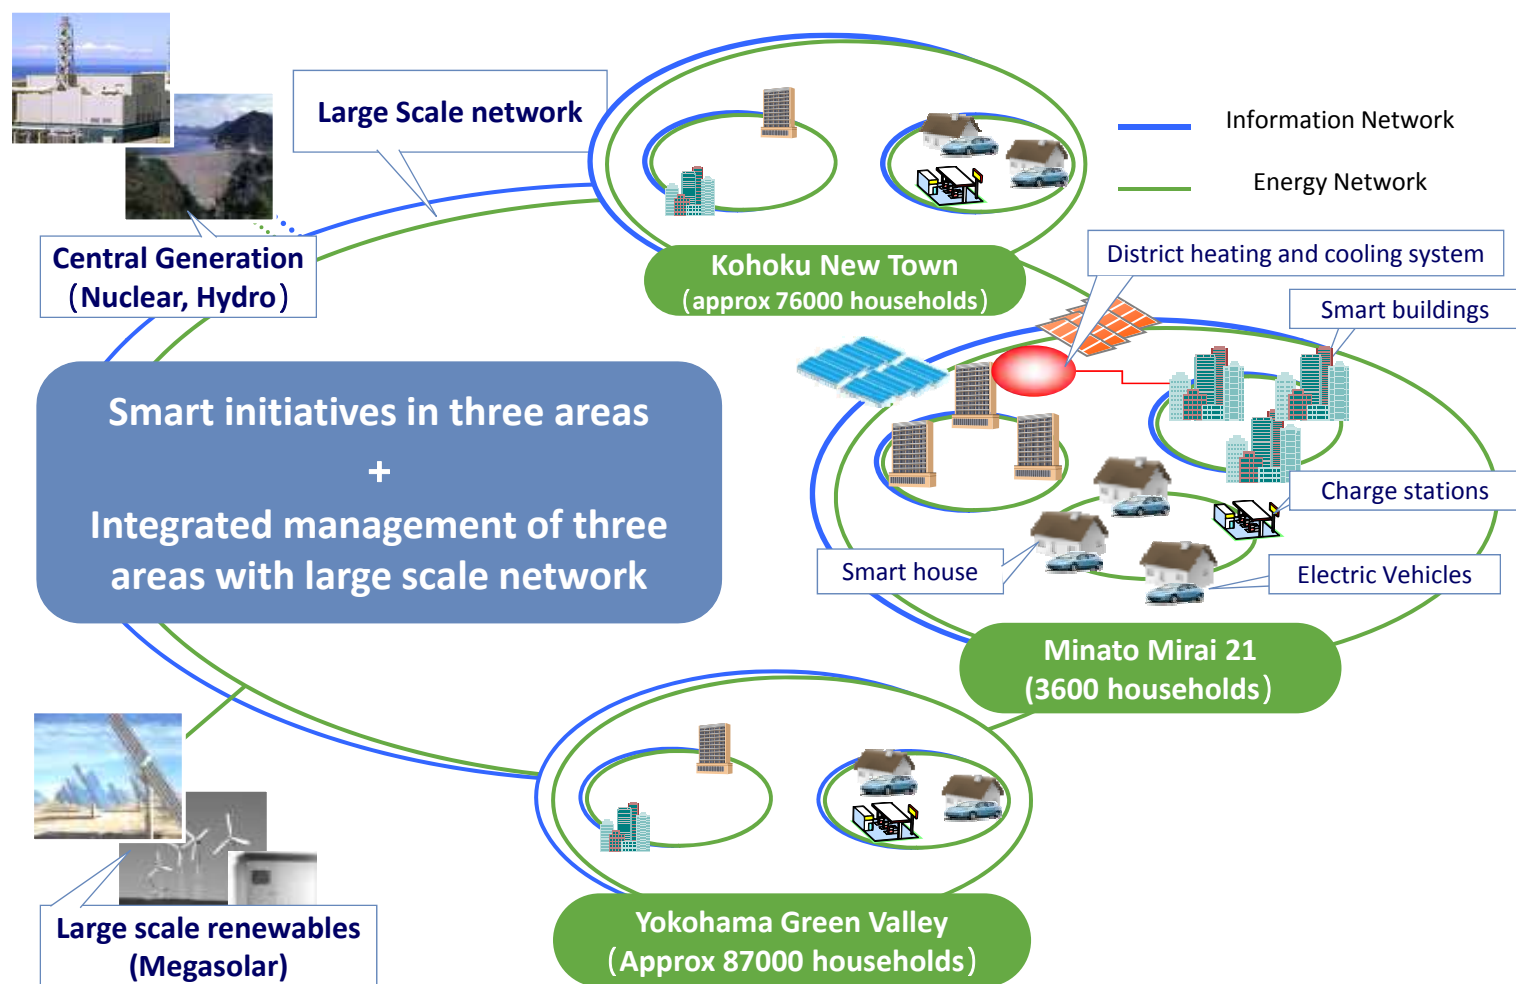 Large Scale network
Information Network
Energy Network
Central Generation
(Nuclear, Hydro)
Kohoku New Town
(approx 76000 households)
District heating and cooling system
Smart buildings
Smart initiatives in three areas
+
Integrated management of three
areas with large scale network
Charge stations
Smart house
Electric Vehicles
Minato Mirai 21
(3600 households)
Large scale renewables
(Megasolar)
Yokohama Green Valley
(Approx 87000 households)